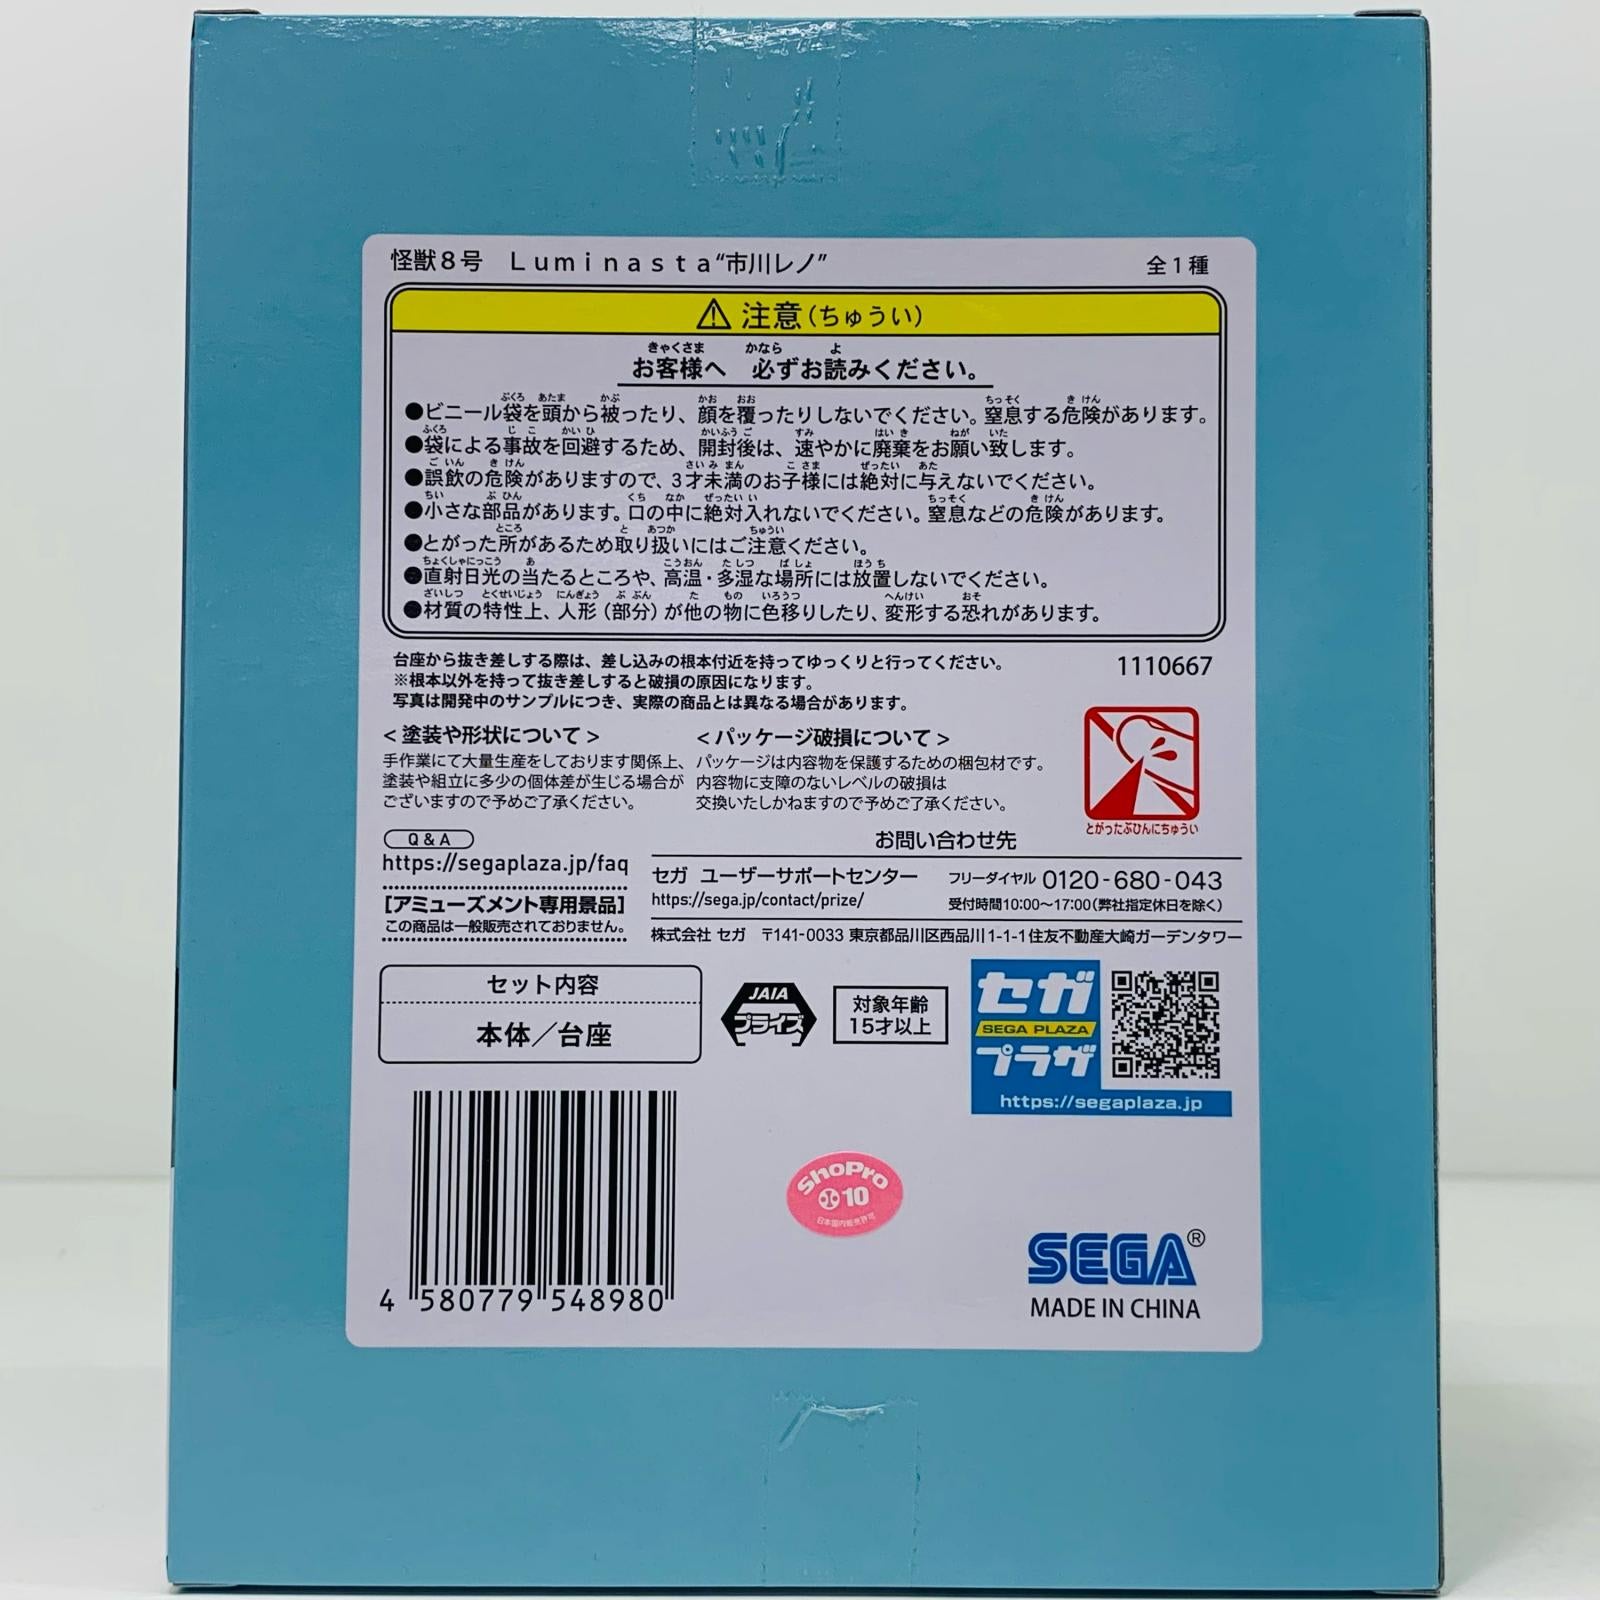 怪獣８号　Ｌｕｍｉｎａｓｔａ“市川レノ”　全１種
⚠ 注意（ちゅうい）
お客様へ　必ずお読みください。
●ビニール袋を頭から被ったり、顔を覆ったりしないでください。窒息する危険があります。
●袋による事故を回避するため、開封後は、速やかに廃棄をお願い致します。
●誤飲の危険がありますので、3才未満のお子様には絶対に与えないでください。
●小さな部品があります。口の中に絶対入れないでください。窒息などの危険があります。
●とがった所があるため取り扱いにはご注意ください。
●直射日光の当たるところや、高温・多湿な場所には放置しないでください。
●材質の特性上、人形（部分）が他の物に色移りしたり、変形する恐れがあります。
台座から抜き差しする際は、差し込みの根本付近を持ってゆっくりと行ってください。
※根本以外を持って抜き差しすると破損の原因になります。
写真は開発中のサンプルにつき、実際の商品とは異なる場合があります。
1110667
＜塗装や形状について＞
手作業にて大量生産をしております関係上、
塗装や組立に多少の個体差が生じる場合が
ございますので予めご了承ください。
＜パッケージ破損について＞
パッケージは内容物を保護するための梱包材です。
内容物に支障のないレベルの破損は
交換いたしかねますので予めご了承ください。
とがったぶひんにちゅうい
Q&A
https://segaplaza.jp/faq
[アミューズメント専用景品]
この商品は一般販売されておりません。
お問い合わせ先
セガ ユーザーサポートセンター　フリーダイヤル 0120-680-043
https://sega.jp/contact/prize/　受付時間10:00〜17:00(弊社指定休日を除く)
株式会社 セガ　〒141-0033 東京都品川区西品川1-1-1住友不動産大崎ガーデンタワー
セット内容
本体／台座
JAIA
プライズ
対象年齢
15才以上
セガ
SEGA PLAZA
プラザ
https://segaplaza.jp
4 580779 548980
ShoPro
10
日本国内販売許可
SEGA®
MADE IN CHINA